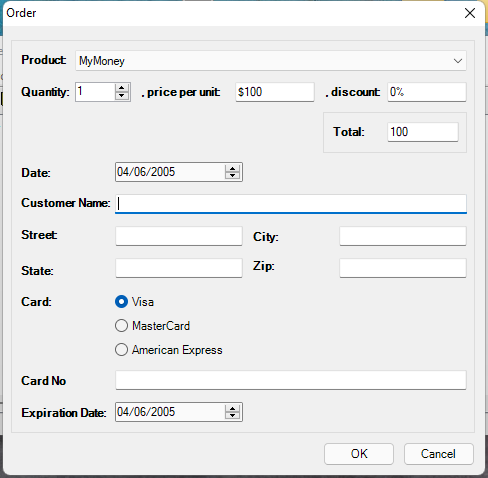 Order
Product: MyMoney
Quantity: 1 , price per unit: $100 , discount: 0%
Total: 100
Date: 04/06/2005
Customer Name:
Street: City:
State: Zip:
Card: Visa
MasterCard
American Express
Card No
Expiration Date: 04/06/2005
OK Cancel